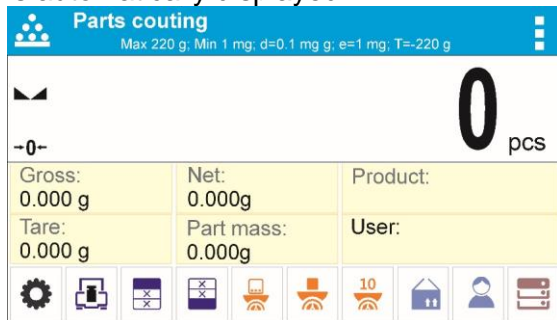 Parts couting
Max 220 g; Min 1 mg; d=0.1 mg g; e=1 mg; T=-220 g
0 pcs
→0←
Gross: Net: Product:
0.000 g 0.000g
Tare: Part mass: User:
0.000 g 0.000g
10